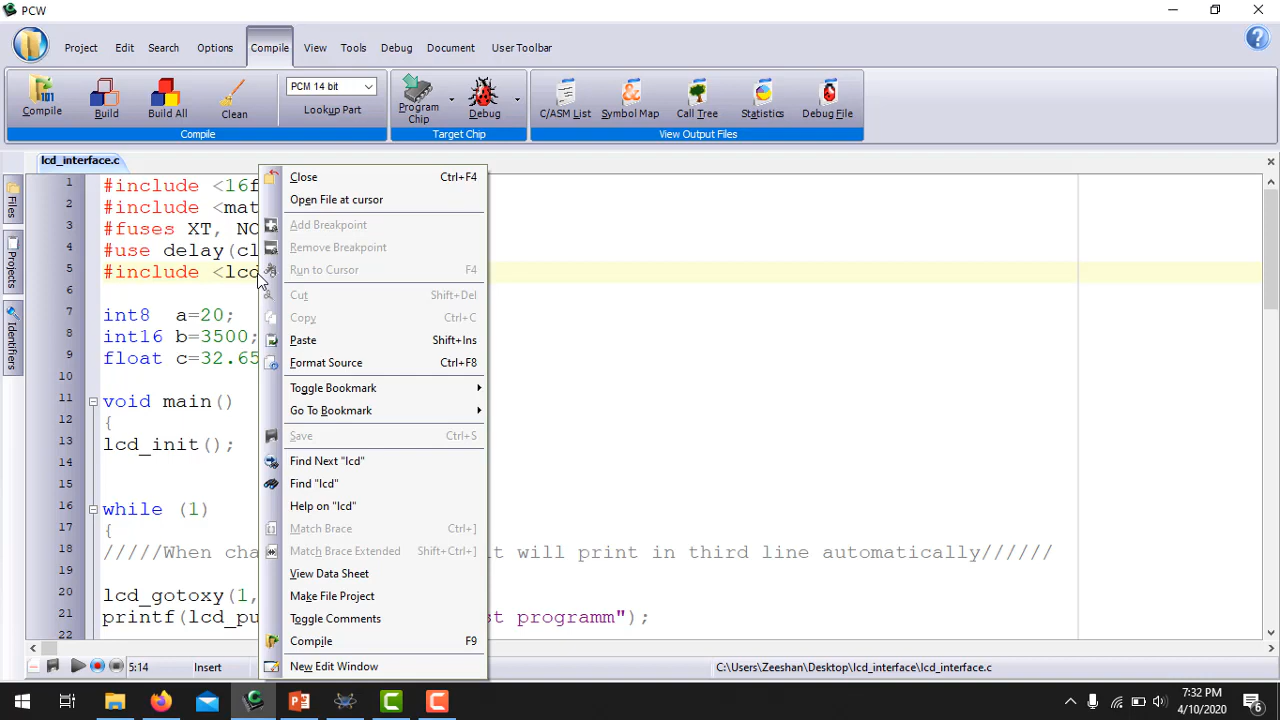 PCW
Project Edit Search Options Compile View Tools Debug Document User Toolbar
PCM 14 bit
Compile Build Build All Clean Lookup Part Program Chip Debug C/ASM List Symbol Map Call Tree Statistics Debug File
Compile Target Chip View Output Files
lcd_interface.c
Files
Projects
Identifiers
1 #include <16f
2 #include <mat
3 #fuses XT, NO
4 #use delay(cl
5 #include <lcd
6
7 int8 a=20;
8 int16 b=3500;
9 float c=32.65
10
11 void main()
12 {
13 lcd_init();
14
15
16 while (1)
17 {
18 /////When cha t will print in third line automatically//////
19
20 lcd_gotoxy(1,
21 printf(lcd_pu st programm");
22
Close Ctrl+F4
Open File at cursor
Add Breakpoint
Remove Breakpoint
Run to Cursor F4
Cut Shift+Del
Copy Ctrl+C
Paste Shift+Ins
Format Source Ctrl+F8
Toggle Bookmark
Go To Bookmark
Save Ctrl+S
Find Next "lcd"
Find "lcd"
Help on "lcd"
Match Brace Ctrl+]
Match Brace Extended Shift+Ctrl+]
View Data Sheet
Make File Project
Toggle Comments
Compile F9
New Edit Window
5:14 Insert C:\Users\Zeeshan\Desktop\lcd_interface\lcd_interface.c
7:32 PM
4/10/2020
6